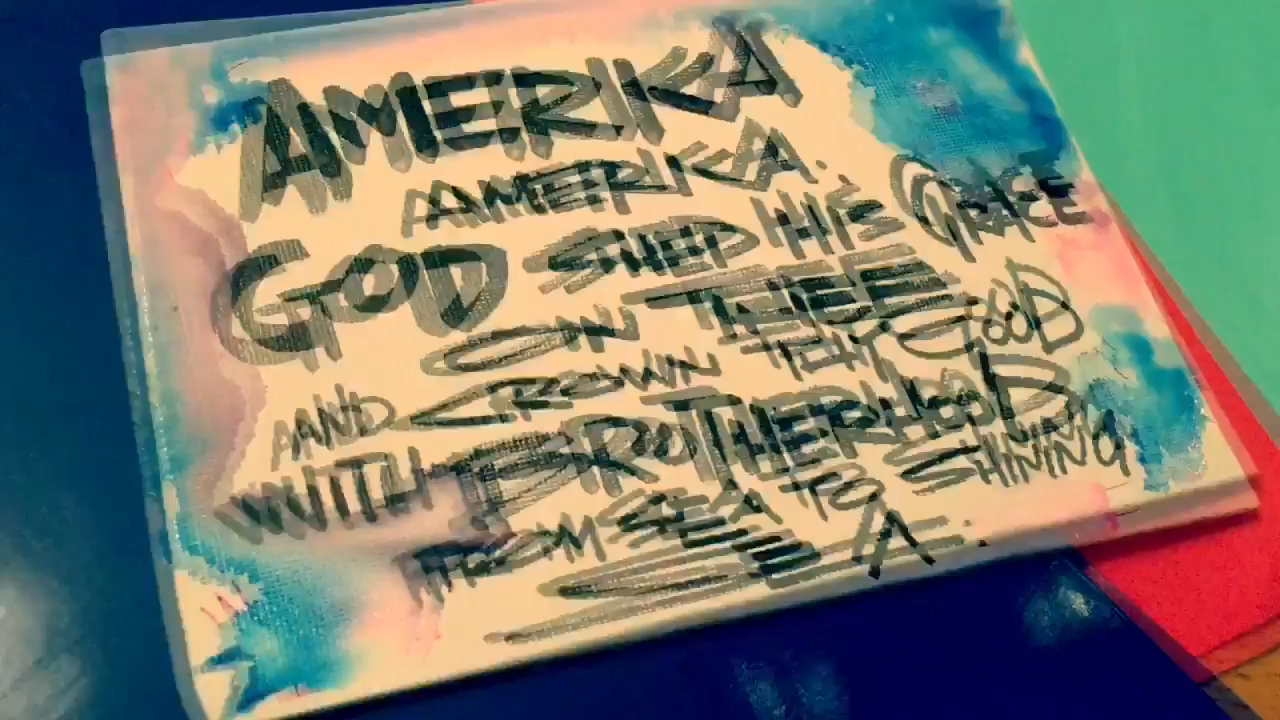 AMERIKA
AMERIKA.
GOD SHED HIS GRACE
ON THEE
AND CROWN THY GOOD
WITH BROTHERHOOD
FROM SEA TO SHINING
SEA.